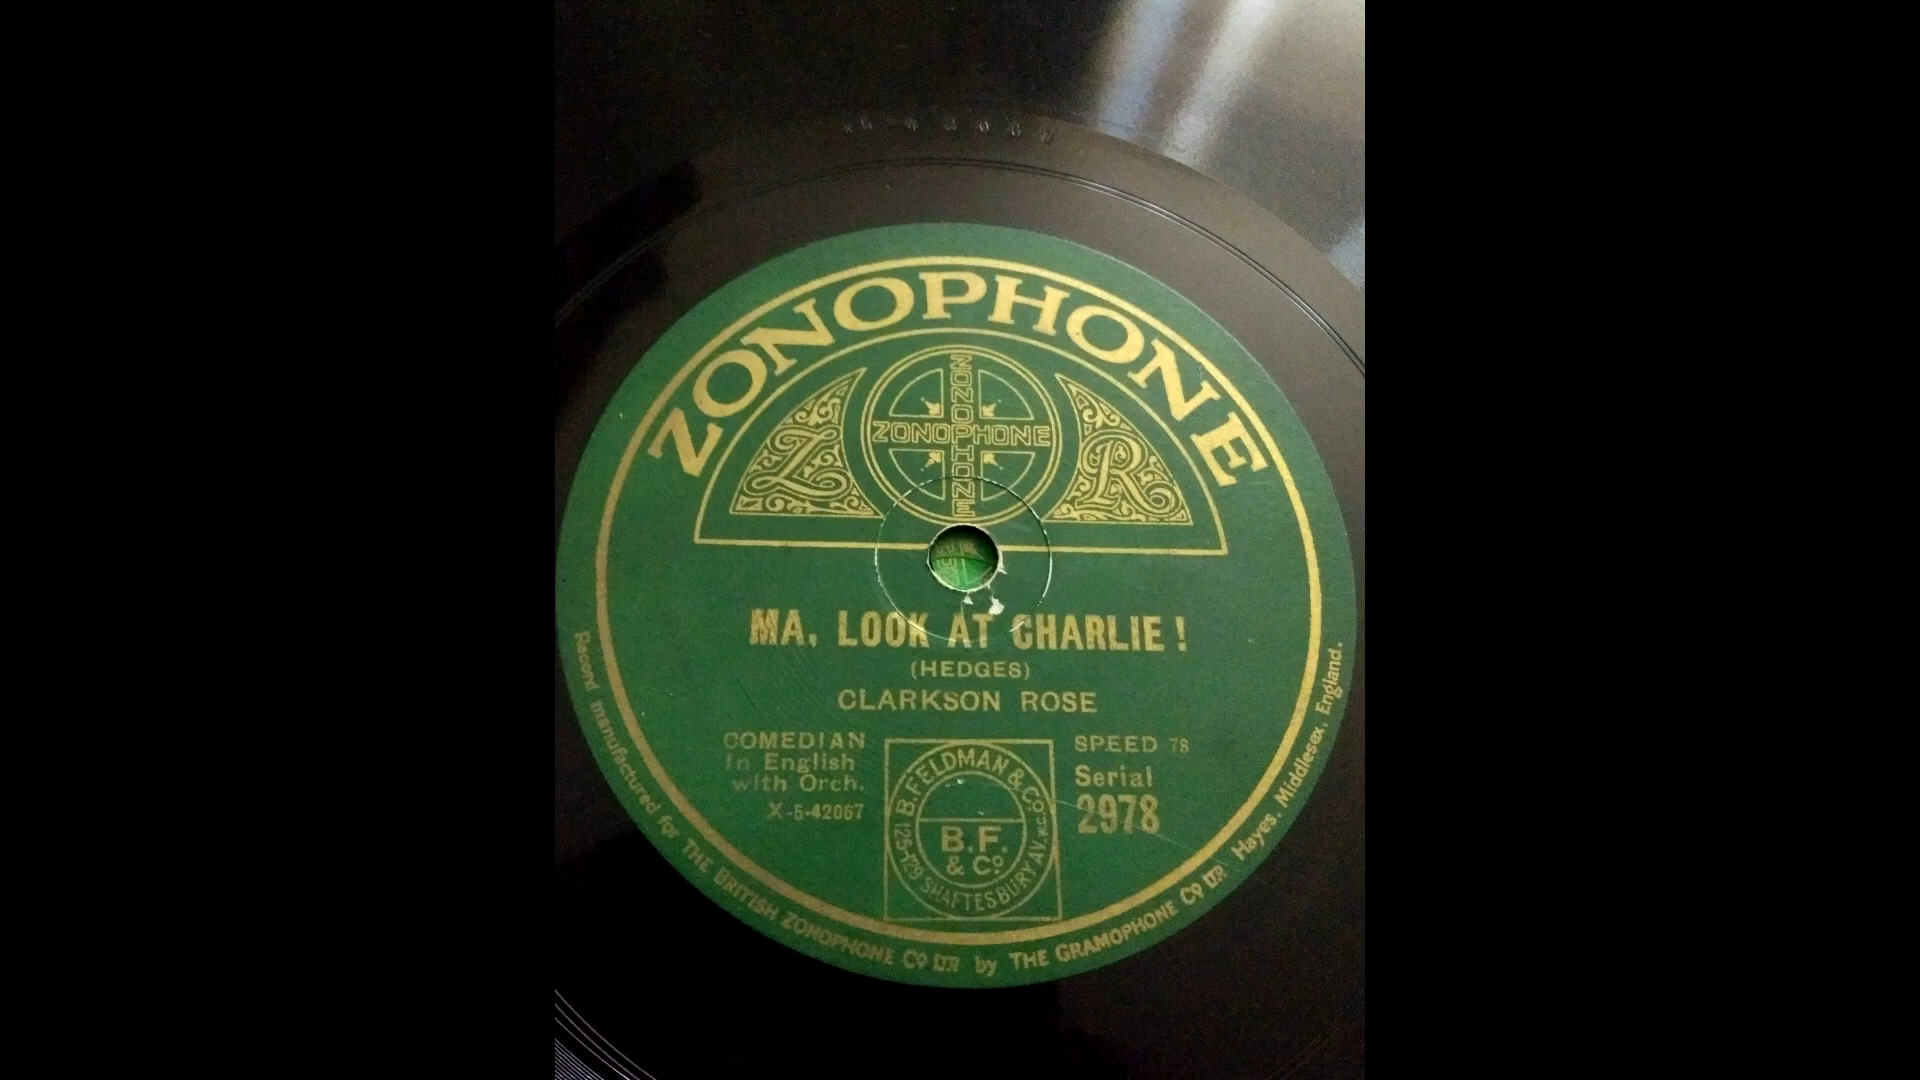 ZONOPHONE
ZONOPHONE
ZONOPHONE
Z
R
MA, LOOK AT CHARLIE!
(HEDGES)
CLARKSON ROSE
COMEDIAN
In English
with Orch.
X-5-42067
B. FELDMAN & Co.
125-129 SHAFTESBURY AV. W.C.
B.F.
& Co.
SPEED 78
Serial
2978
Record manufactured for THE BRITISH ZONOPHONE Co LTD by THE GRAMOPHONE Co LTD Hayes, Middlesex, England.